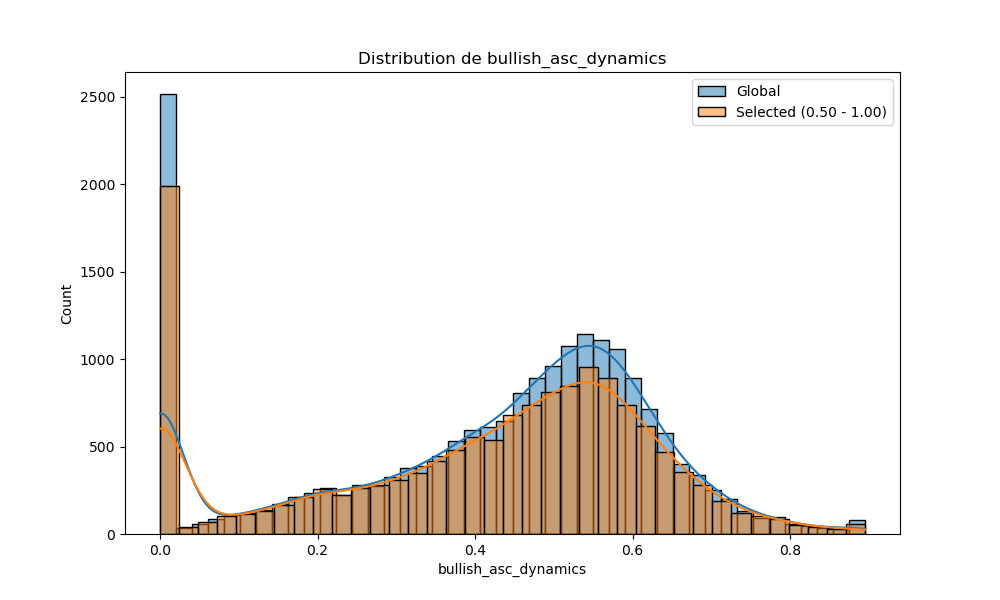 Distribution de bullish_asc_dynamics
Global
Selected (0.50 - 1.00)
2500
2000
1500
1000
500
0
Count
0.0
0.2
0.4
0.6
0.8
bullish_asc_dynamics